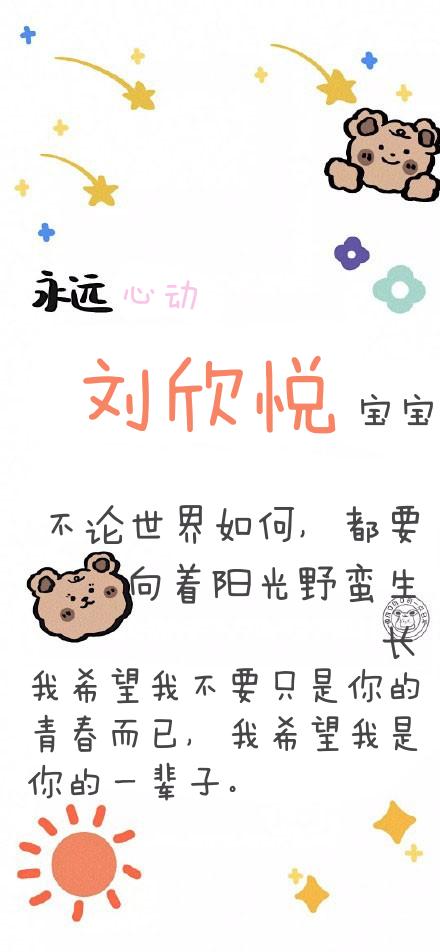 永远 心动
刘欣悦 宝宝
不论世界如何，都要
向着阳光野蛮生
长
我希望我不要只是你的
青春而已，我希望我是
你的一辈子。